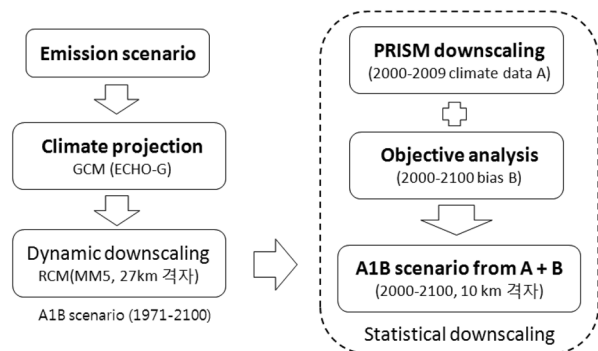 Emission scenario
Climate projection
GCM (ECHO-G)
Dynamic downscaling
RCM(MM5, 27km 격자)
A1B scenario (1971-2100)
PRISM downscaling
(2000-2009 climate data A)
Objective analysis
(2000-2100 bias B)
A1B scenario from A + B
(2000-2100, 10 km 격자)
Statistical downscaling